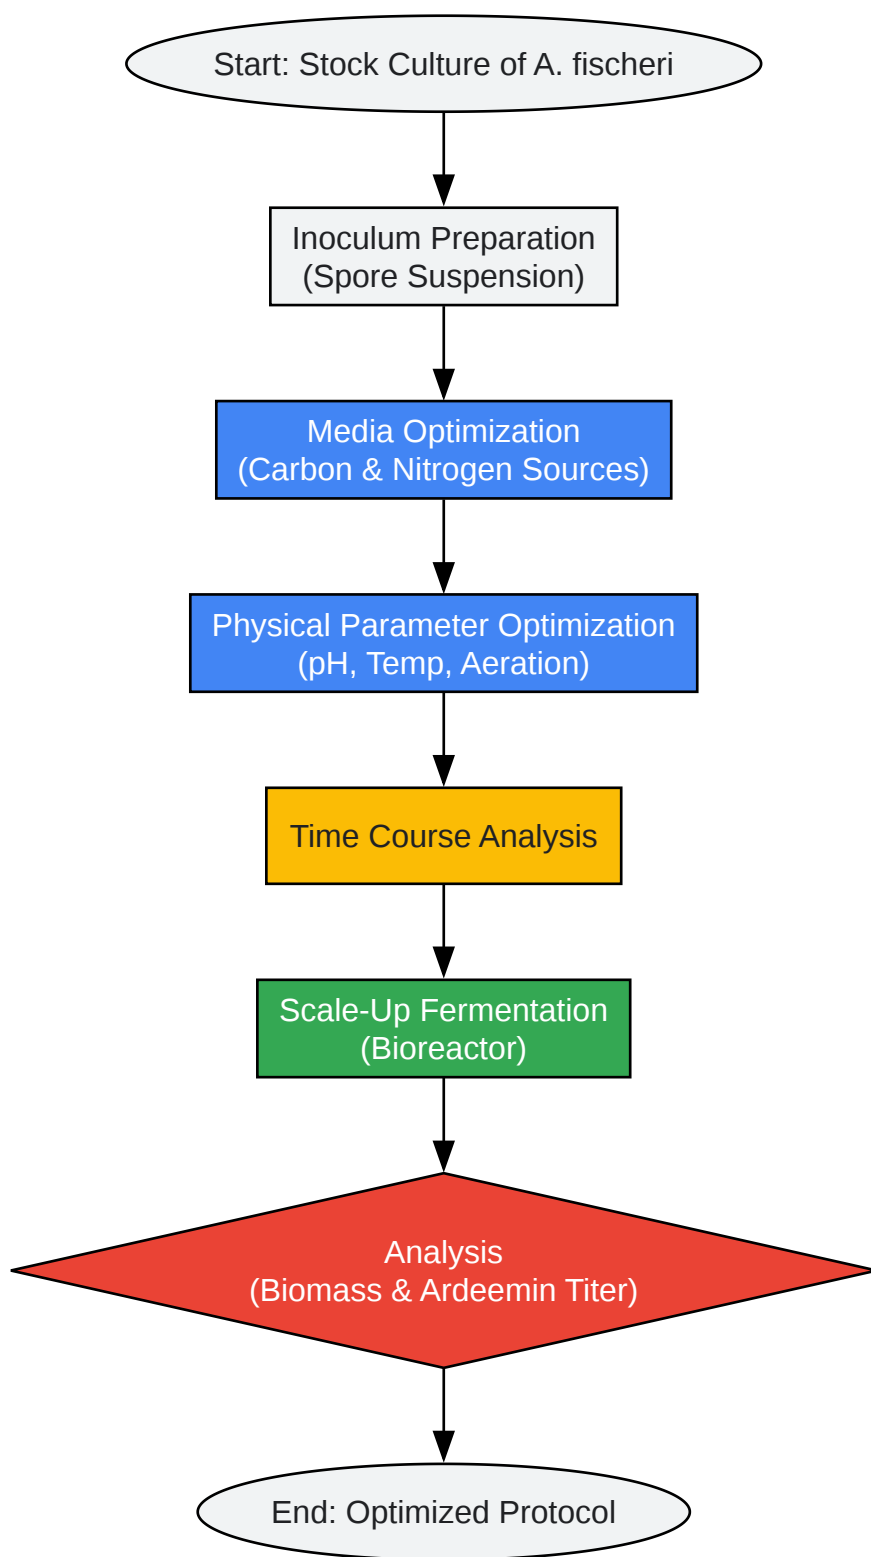 Start: Stock Culture of A. fischeri
Inoculum Preparation
(Spore Suspension)
Media Optimization
(Carbon & Nitrogen Sources)
Physical Parameter Optimization
(pH, Temp, Aeration)
Time Course Analysis
Scale-Up Fermentation
(Bioreactor)
Analysis
(Biomass & Ardeemin Titer)
End: Optimized Protocol